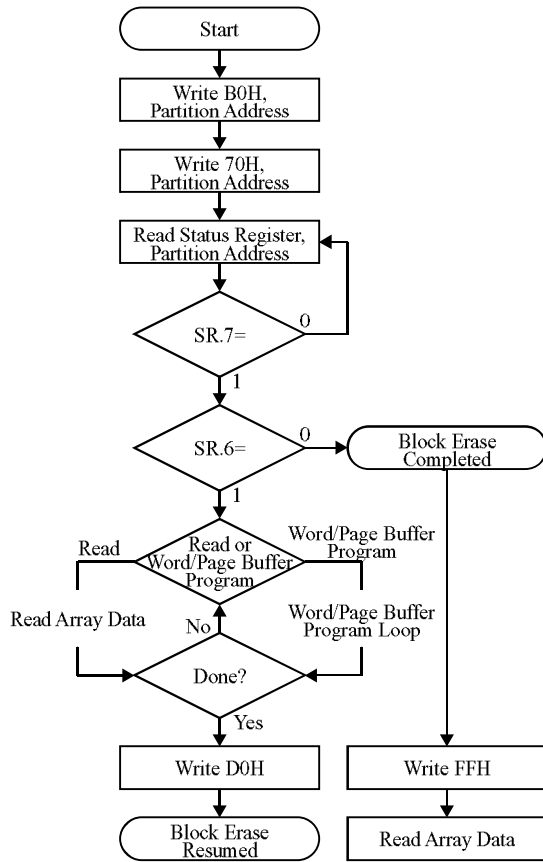 Start
Write B0H,
Partition Address
Write 70H,
Partition Address
Read Status Register,
Partition Address
SR.7=
0
1
SR.6=
0
Block Erase
Completed
1
Read
Read or
Word/Page Buffer
Program
Word/Page Buffer
Program
Read Array Data
No
Word/Page Buffer
Program Loop
Done?
Yes
Write D0H
Write FFH
Block Erase
Resumed
Read Array Data